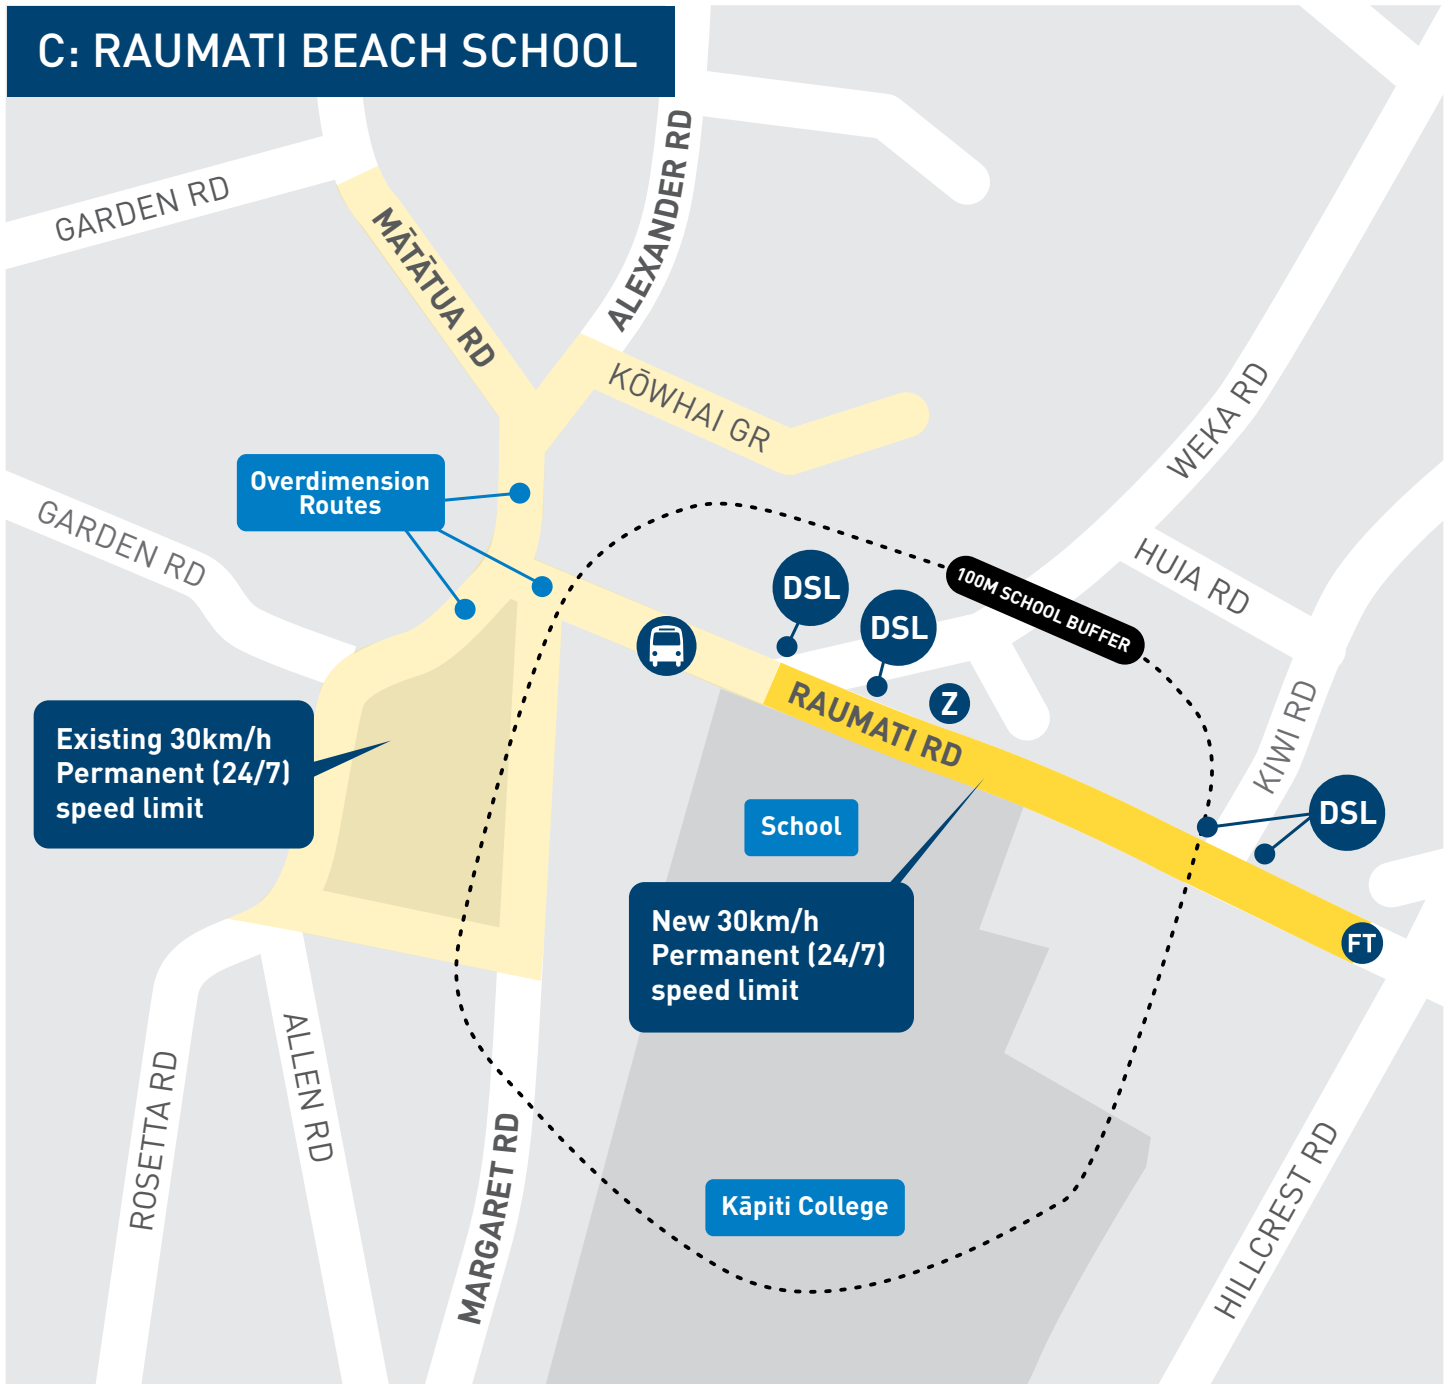 C: RAUMATI BEACH SCHOOL
GARDEN RD
MĀTĀTUA RD
ALEXANDER RD
KŌWHAI GR
WEKA RD
Overdimension
Routes
GARDEN RD
HUIA RD
100M SCHOOL BUFFER
DSL
DSL
Z
RAUMATI RD
KIWI RD
Existing 30km/h
Permanent (24/7)
speed limit
School
DSL
New 30km/h
Permanent (24/7)
speed limit
FT
ROSETTA RD
ALLEN RD
MARGARET RD
Kāpiti College
HILLCREST RD